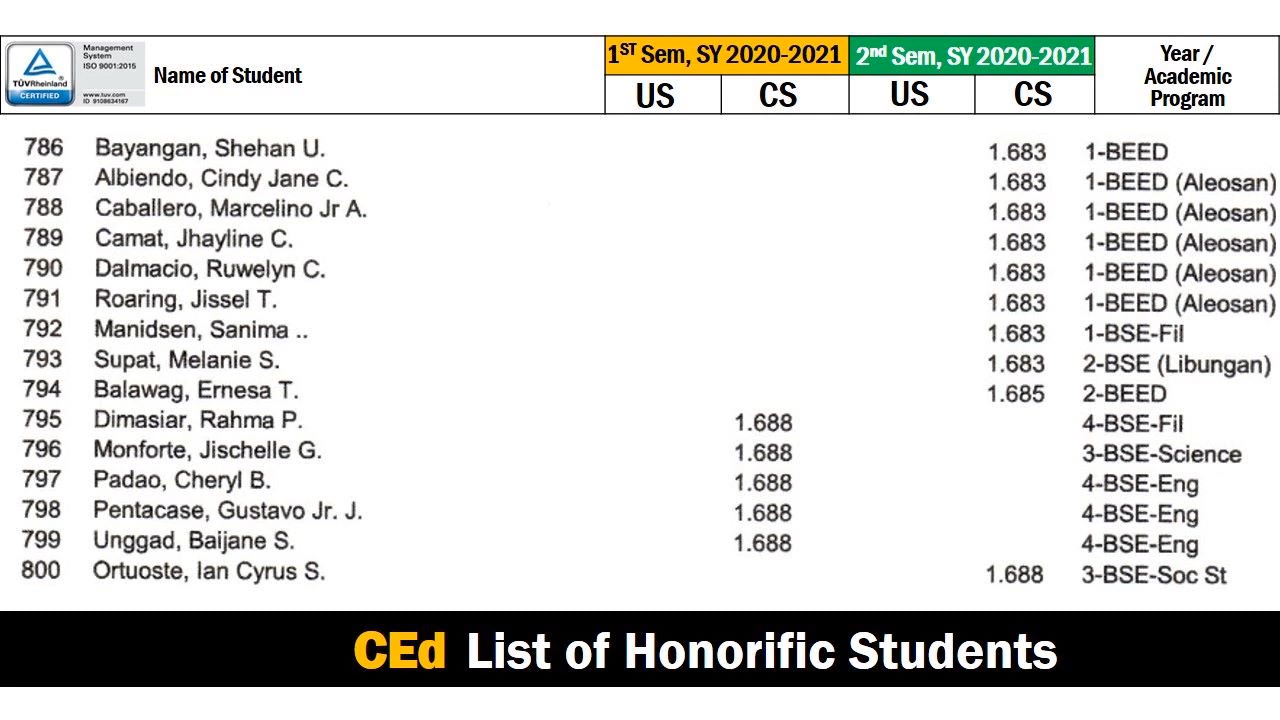 TÜVRheinland
CERTIFIED
Management
System
ISO 9001:2015
www.tuv.com
ID 9108634167
Name of Student
1ST Sem, SY 2020-2021
2nd Sem, SY 2020-2021
Year /
Academic
Program
US CS US CS
786 Bayangan, Shehan U. 1.683 1-BEED
787 Albiendo, Cindy Jane C. 1.683 1-BEED (Aleosan)
788 Caballero, Marcelino Jr A. 1.683 1-BEED (Aleosan)
789 Camat, Jhayline C. 1.683 1-BEED (Aleosan)
790 Dalmacio, Ruwelyn C. 1.683 1-BEED (Aleosan)
791 Roaring, Jissel T. 1.683 1-BEED (Aleosan)
792 Manidsen, Sanima .. 1.683 1-BSE-Fil
793 Supat, Melanie S. 1.683 2-BSE (Libungan)
794 Balawag, Ernesa T. 1.685 2-BEED
795 Dimasiar, Rahma P. 1.688 4-BSE-Fil
796 Monforte, Jischelle G. 1.688 3-BSE-Science
797 Padao, Cheryl B. 1.688 4-BSE-Eng
798 Pentacase, Gustavo Jr. J. 1.688 4-BSE-Eng
799 Unggad, Baijane S. 1.688 4-BSE-Eng
800 Ortuoste, Ian Cyrus S. 1.688 3-BSE-Soc St
CEd List of Honorific Students